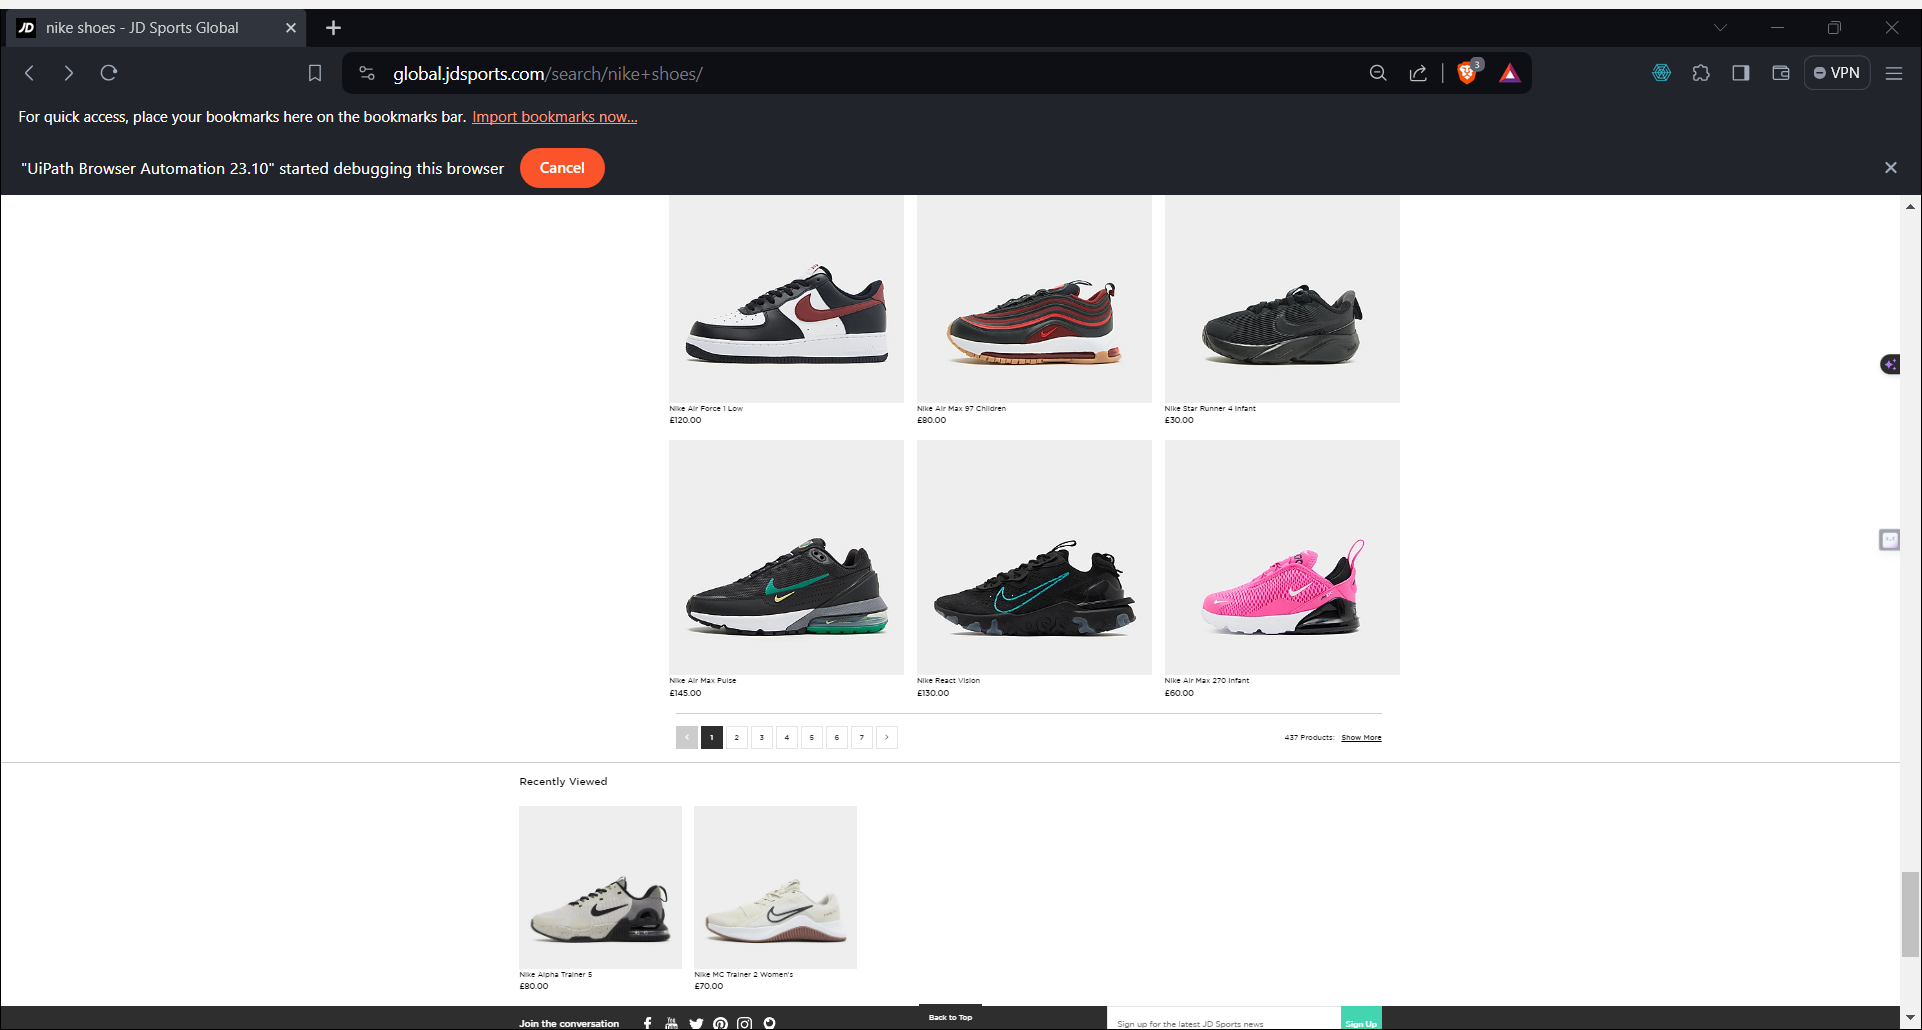 JD nike shoes - JD Sports Global
global.jdsports.com/search/nike+shoes/
3
VPN
For quick access, place your bookmarks here on the bookmarks bar. Import bookmarks now...
"UiPath Browser Automation 23.10" started debugging this browser Cancel
Nike Air Force 1 Low
£120.00
Nike Air Max 97 Children
£80.00
Nike Star Runner 4 Infant
£30.00
Nike Air Max Pulse
£145.00
Nike React Vision
£130.00
Nike Air Max 270 Infant
£60.00
< 1 2 3 4 5 6 7 >
437 Products: Show More
Recently Viewed
Nike Alpha Trainer 5
£80.00
Nike MC Trainer 2 Women's
£70.00
Join the conversation
You
Back to Top
Sign up for the latest JD Sports news
Sign Up